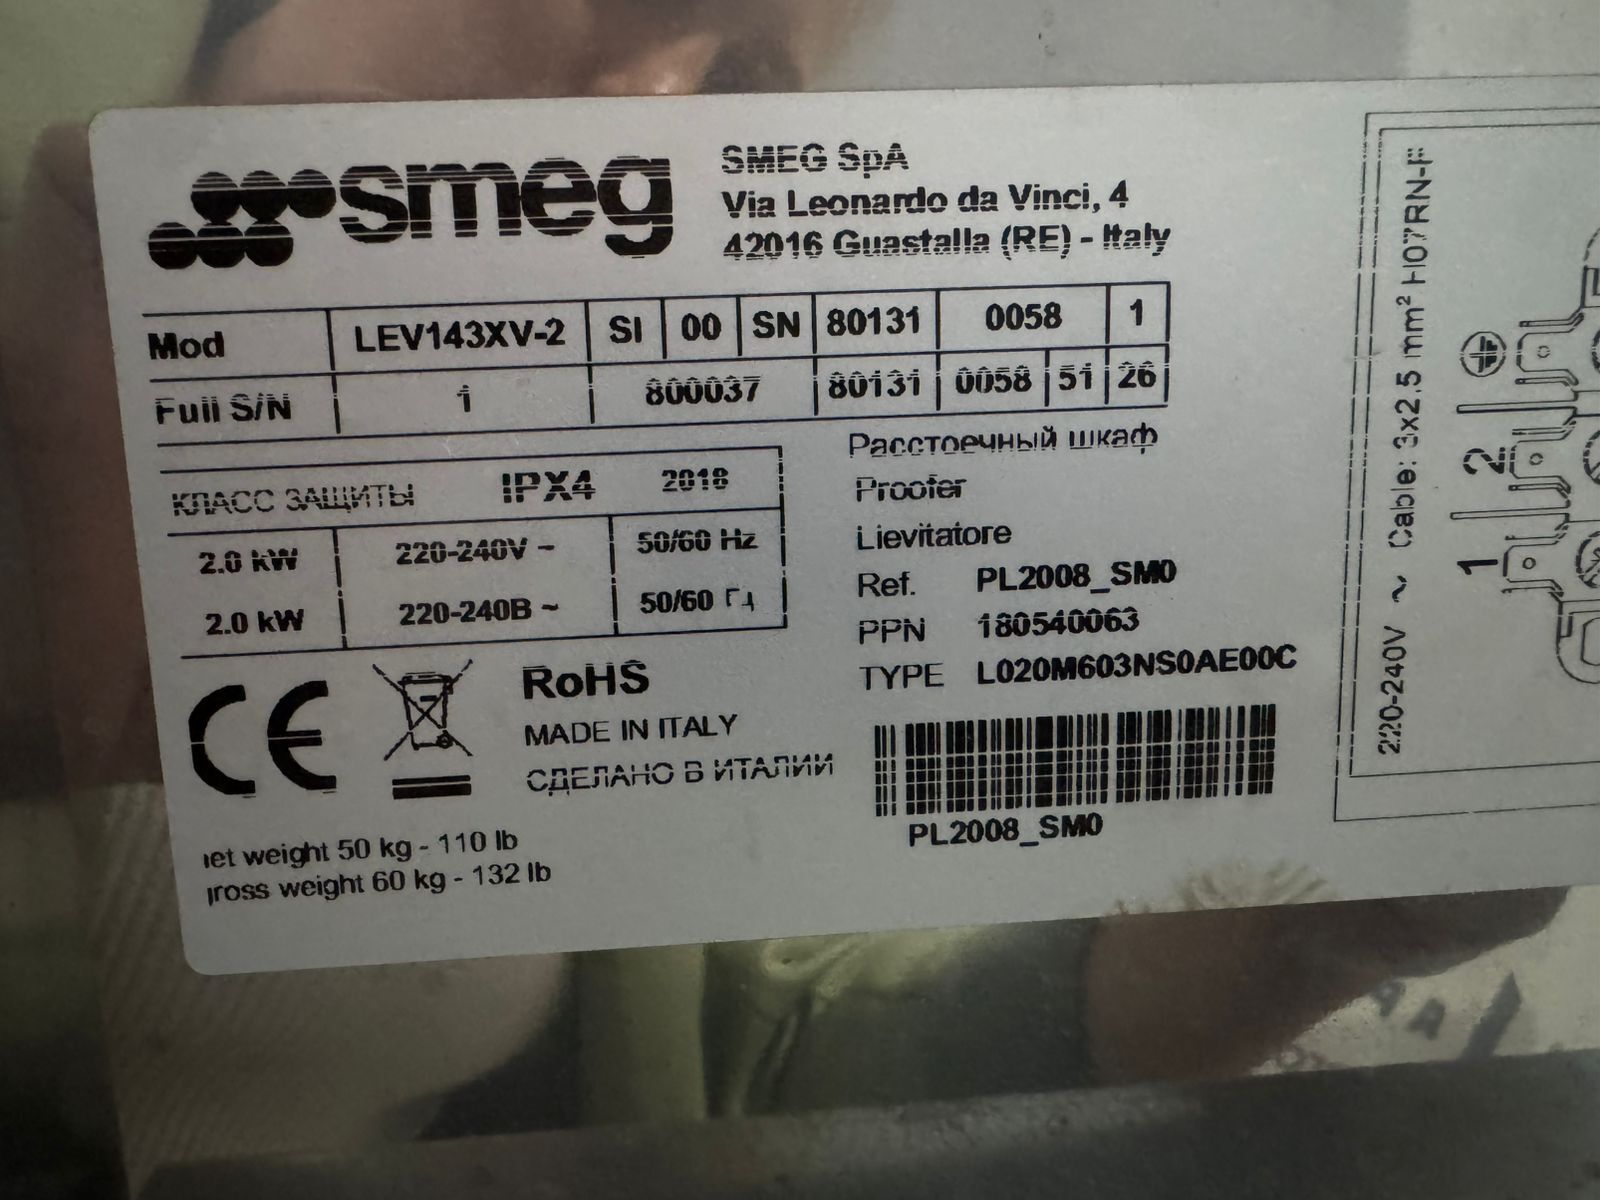 smeg
SMEG SpA
Via Leonardo da Vinci, 4
42016 Guastalla (RE) - Italy
Mod LEV143XV-2 SI 00 SN 80131 0058 1
Full S/N 1 800037 80131 0058 51 26
КЛАСС ЗАЩИТЫ IPX4 2018
2.0 kW 220-240V ~ 50/60 Hz
2.0 kW 220-240В ~ 50/60 Гц
CE
RoHS
MADE IN ITALY
СДЕЛАНО В ИТАЛИИ
net weight 50 kg - 110 lb
gross weight 60 kg - 132 lb
Расстоечный шкаф
Proofer
Lievitatore
Ref. PL2008_SM0
PPN 180540063
TYPE L020M603NS0AE00C
PL2008_SM0
220-240V ~ Cable: 3x2.5 mm² H07RN-F
1 2